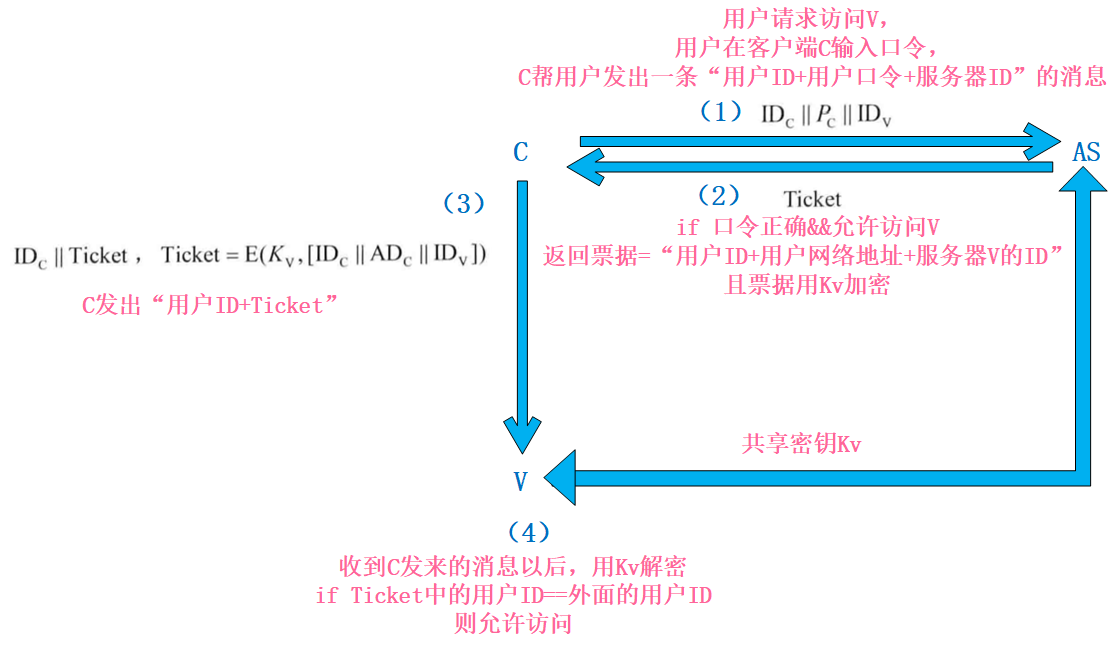 用户请求访问V,
用户在客户端C输入口令,
C帮用户发出一条“用户ID+用户口令+服务器ID”的消息
（1） ID_C || P_C || ID_V
C
AS
（2） Ticket
if 口令正确&&允许访问V
返回票据=“用户ID+用户网络地址+服务器V的ID”
且票据用Kv加密
（3）
ID_C || Ticket ， Ticket = E(K_V,[ID_C || AD_C || ID_V])
C发出“用户ID+Ticket”
共享密钥Kv
V
（4）
收到C发来的消息以后，用Kv解密
if Ticket中的用户ID==外面的用户ID
则允许访问